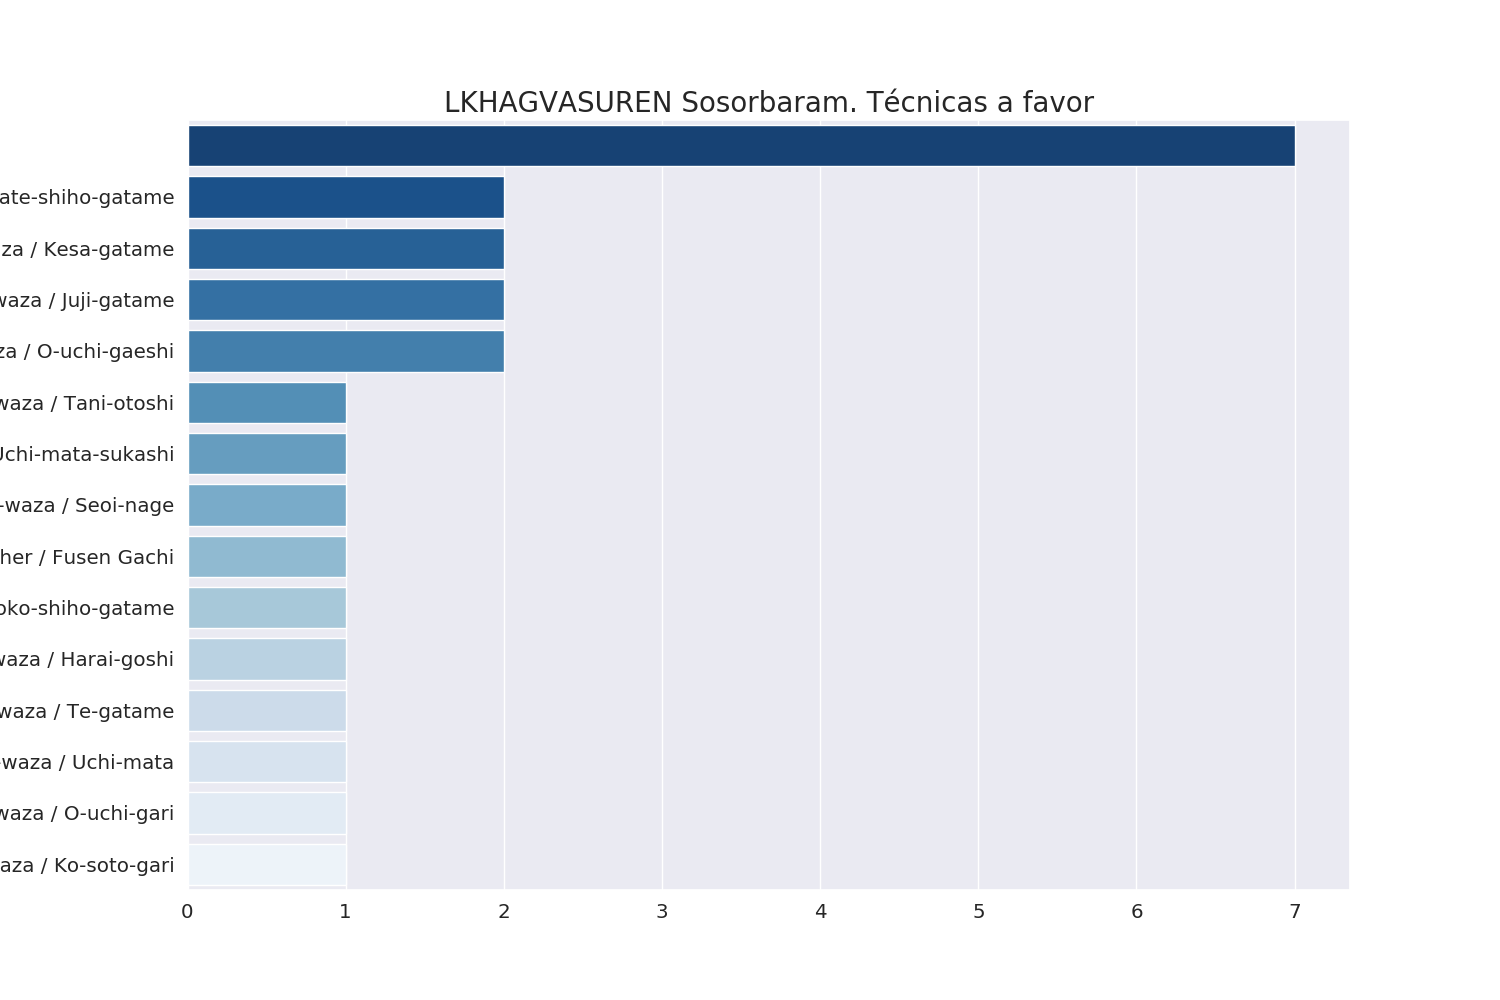 LKHAGVASUREN Sosorbaram. Técnicas a favor
ate-shiho-gatame
za / Kesa-gatame
waza / Juji-gatame
za / O-uchi-gaeshi
waza / Tani-otoshi
Uchi-mata-sukashi
-waza / Seoi-nage
her / Fusen Gachi
oko-shiho-gatame
waza / Harai-goshi
waza / Te-gatame
-waza / Uchi-mata
waza / O-uchi-gari
aza / Ko-soto-gari
0 1 2 3 4 5 6 7